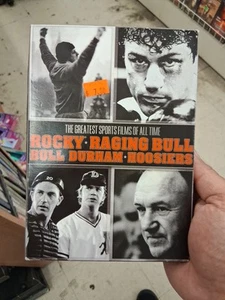 THE GREATEST SPORTS FILMS OF ALL TIME
ROCKY · RAGING BULL
BULL DURHAM · HOOSIERS